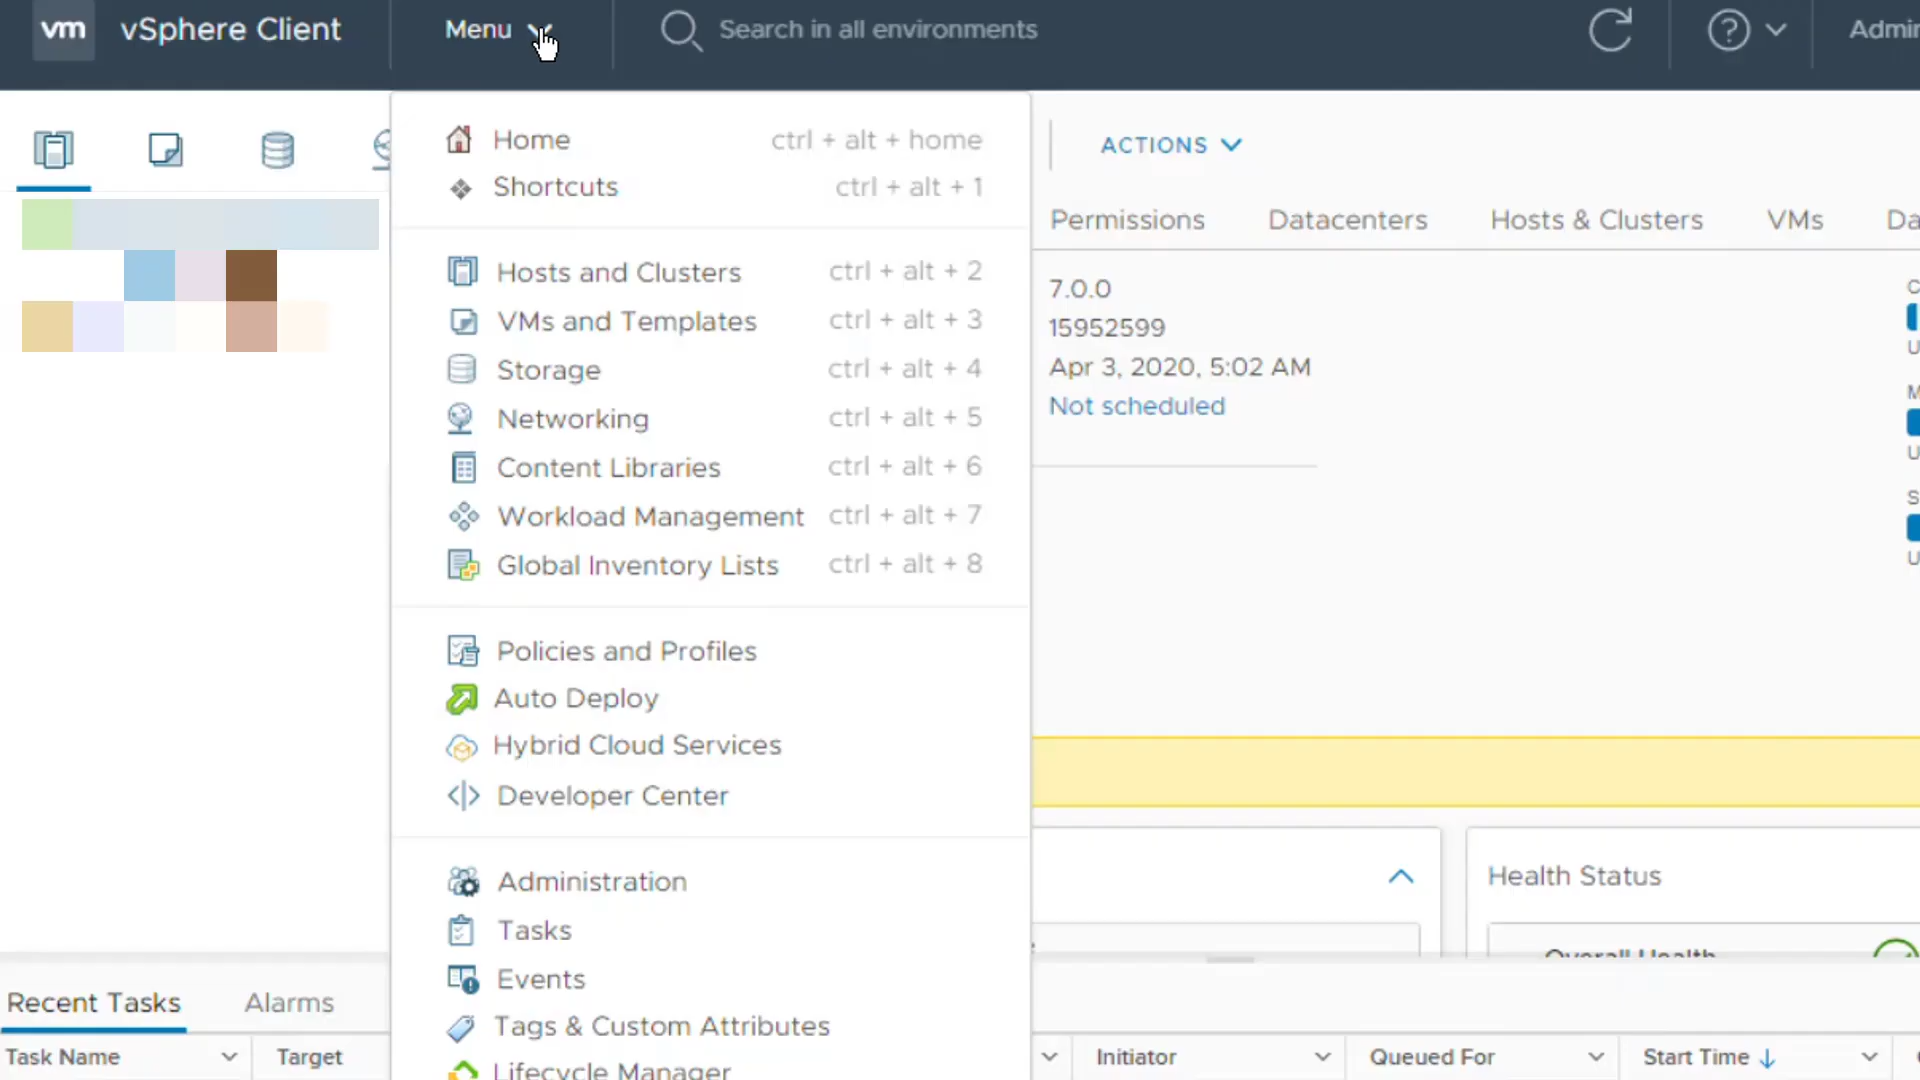 vm vSphere Client Menu Search in all environments
Home ctrl + alt + home
Shortcuts ctrl + alt + 1
Hosts and Clusters ctrl + alt + 2
VMs and Templates ctrl + alt + 3
Storage ctrl + alt + 4
Networking ctrl + alt + 5
Content Libraries ctrl + alt + 6
Workload Management ctrl + alt + 7
Global Inventory Lists ctrl + alt + 8
Policies and Profiles
Auto Deploy
Hybrid Cloud Services
Developer Center
Administration
Tasks
Events
Tags & Custom Attributes
Lifecycle Manager
ACTIONS
Permissions Datacenters Hosts & Clusters VMs
7.0.0
15952599
Apr 3, 2020, 5:02 AM
Not scheduled
Health Status
Overall Health
Recent Tasks Alarms
Task Name Target Initiator Queued For Start Time